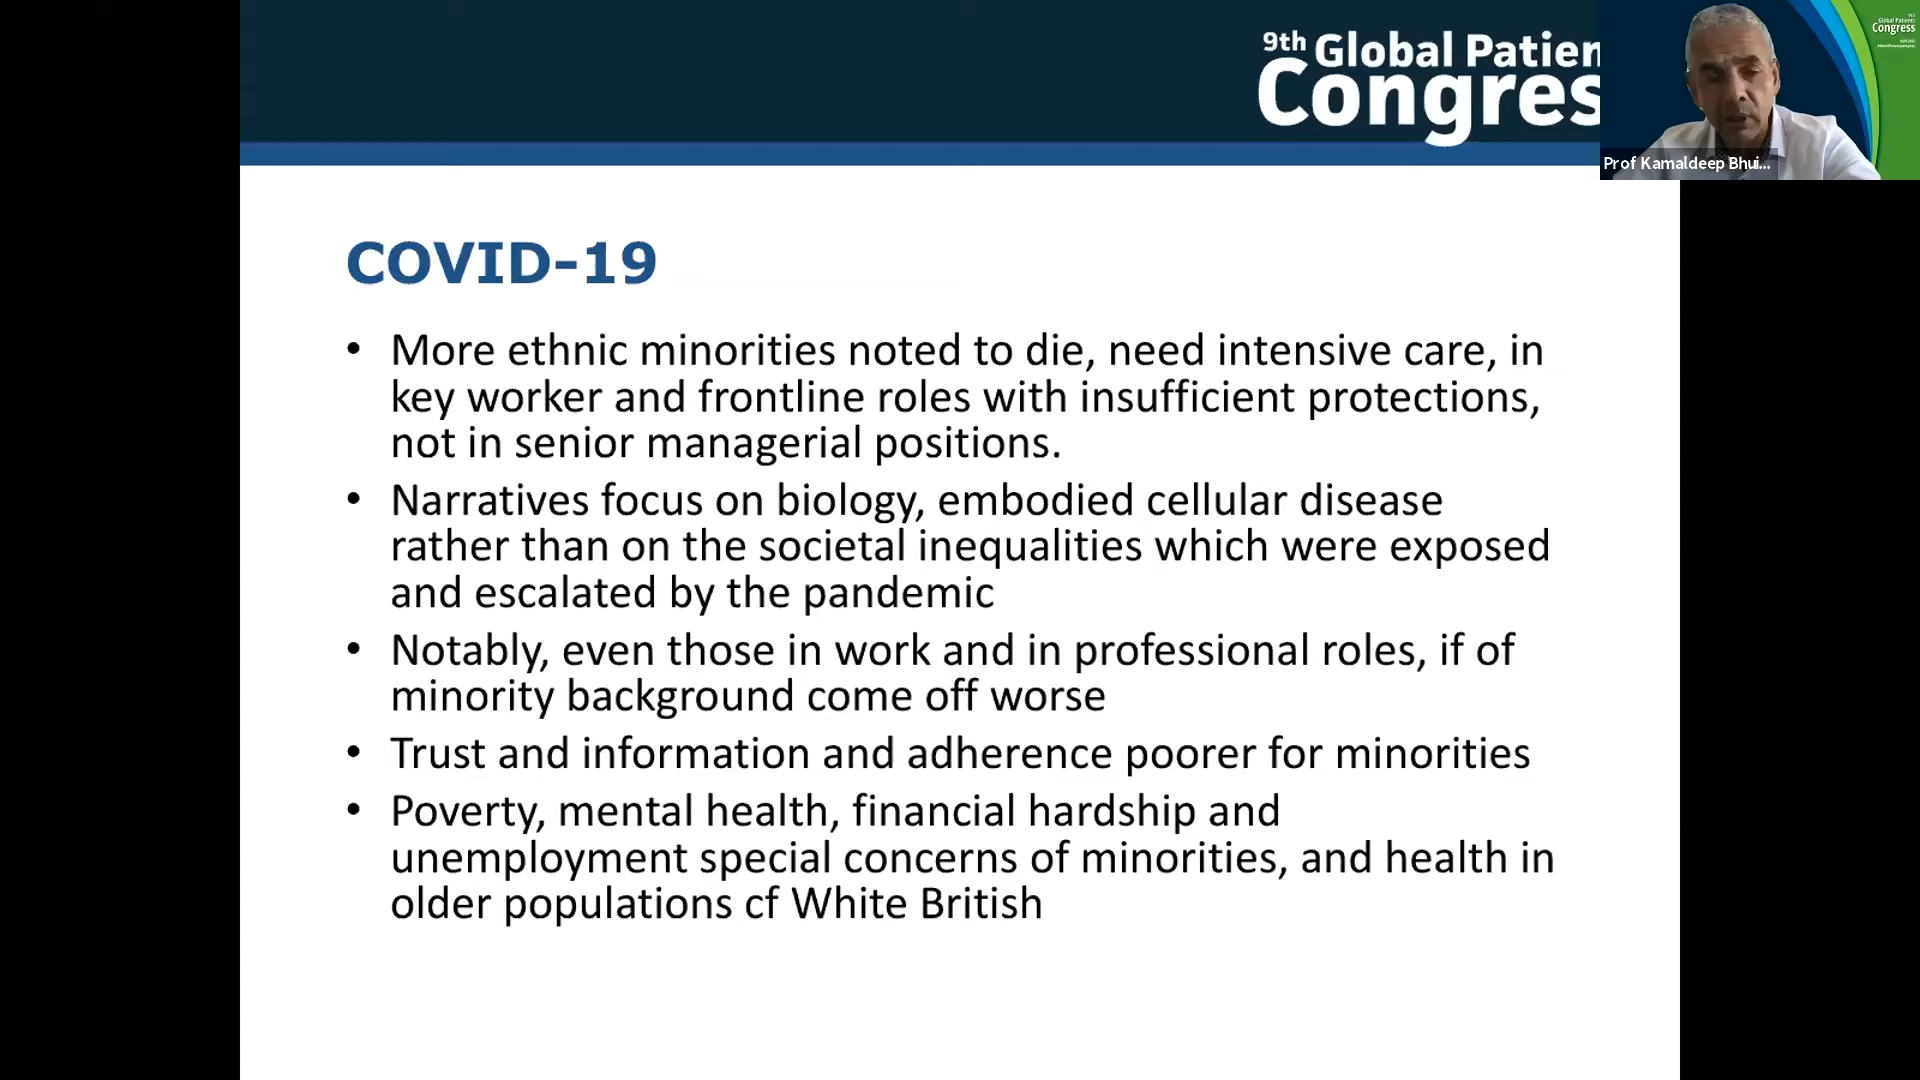 9th Global Patien
Congres
Global Patients
Congress
Prof Kamaldeep Bhui...
COVID-19
• More ethnic minorities noted to die, need intensive care, in
key worker and frontline roles with insufficient protections,
not in senior managerial positions.
• Narratives focus on biology, embodied cellular disease
rather than on the societal inequalities which were exposed
and escalated by the pandemic
• Notably, even those in work and in professional roles, if of
minority background come off worse
• Trust and information and adherence poorer for minorities
• Poverty, mental health, financial hardship and
unemployment special concerns of minorities, and health in
older populations cf White British